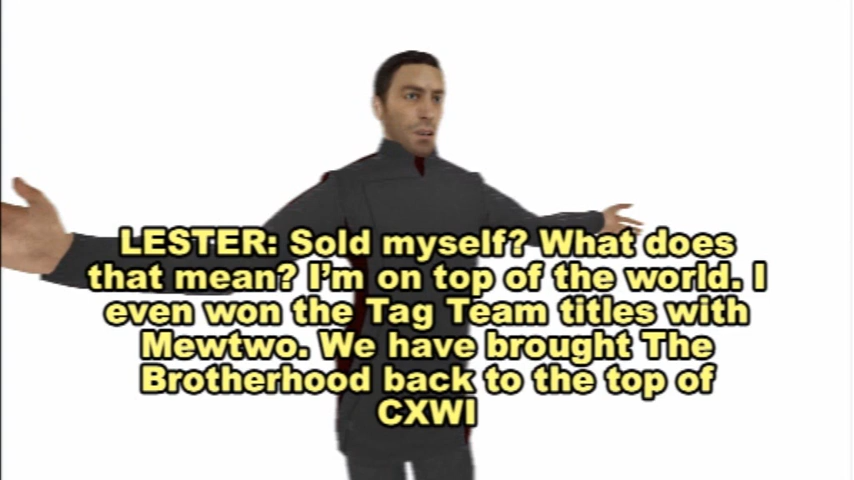 LESTER: Sold myself? What does
that mean? I'm on top of the world. I
even won the Tag Team titles with
Mewtwo. We have brought The
Brotherhood back to the top of
CXWI